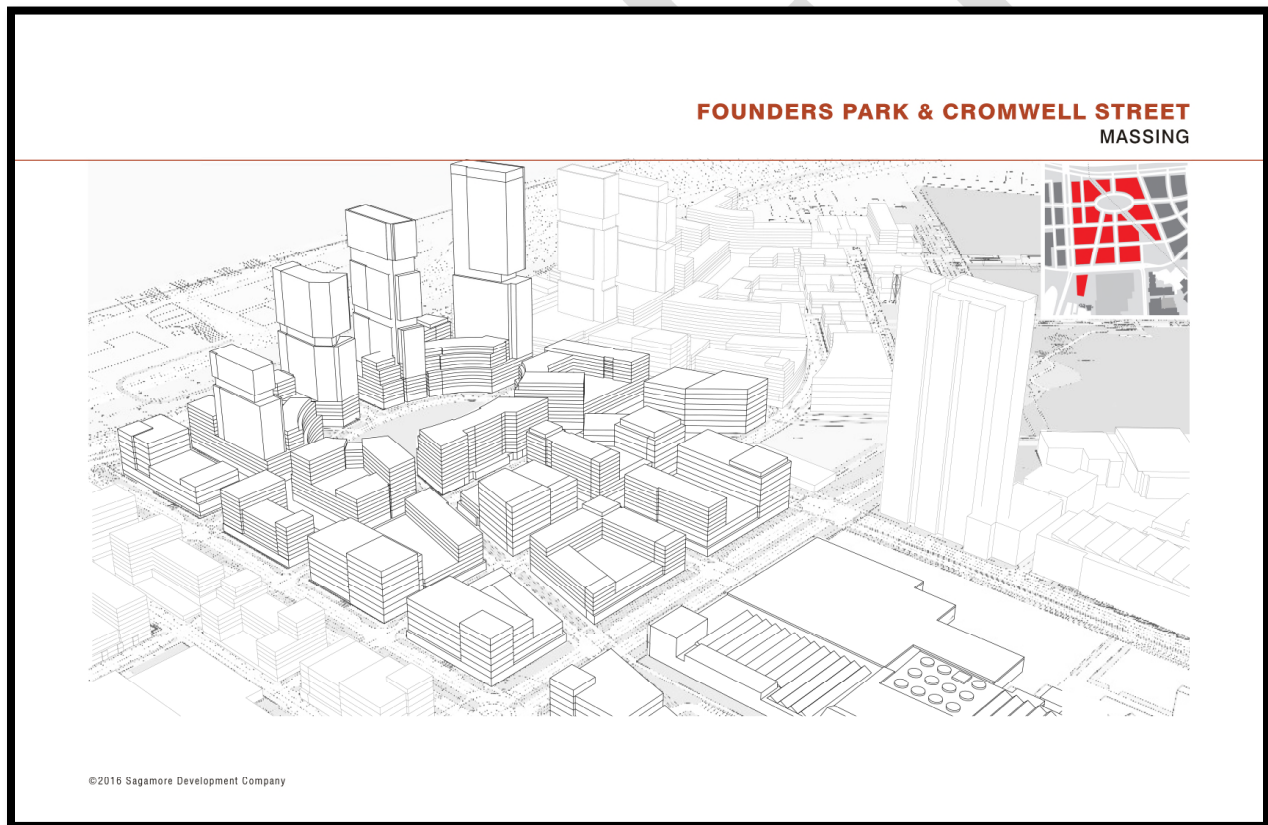 FOUNDERS PARK & CROMWELL STREET
MASSING
©2016 Sagamore Development Company